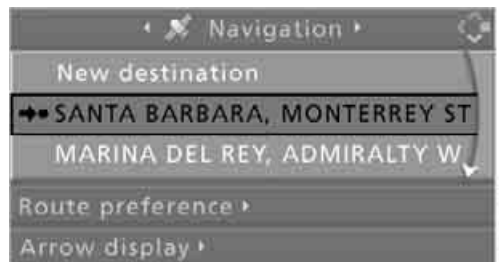 Navigation
New destination
SANTA BARBARA, MONTERREY ST
MARINA DEL REY, ADMIRALTY W
Route preference
Arrow display